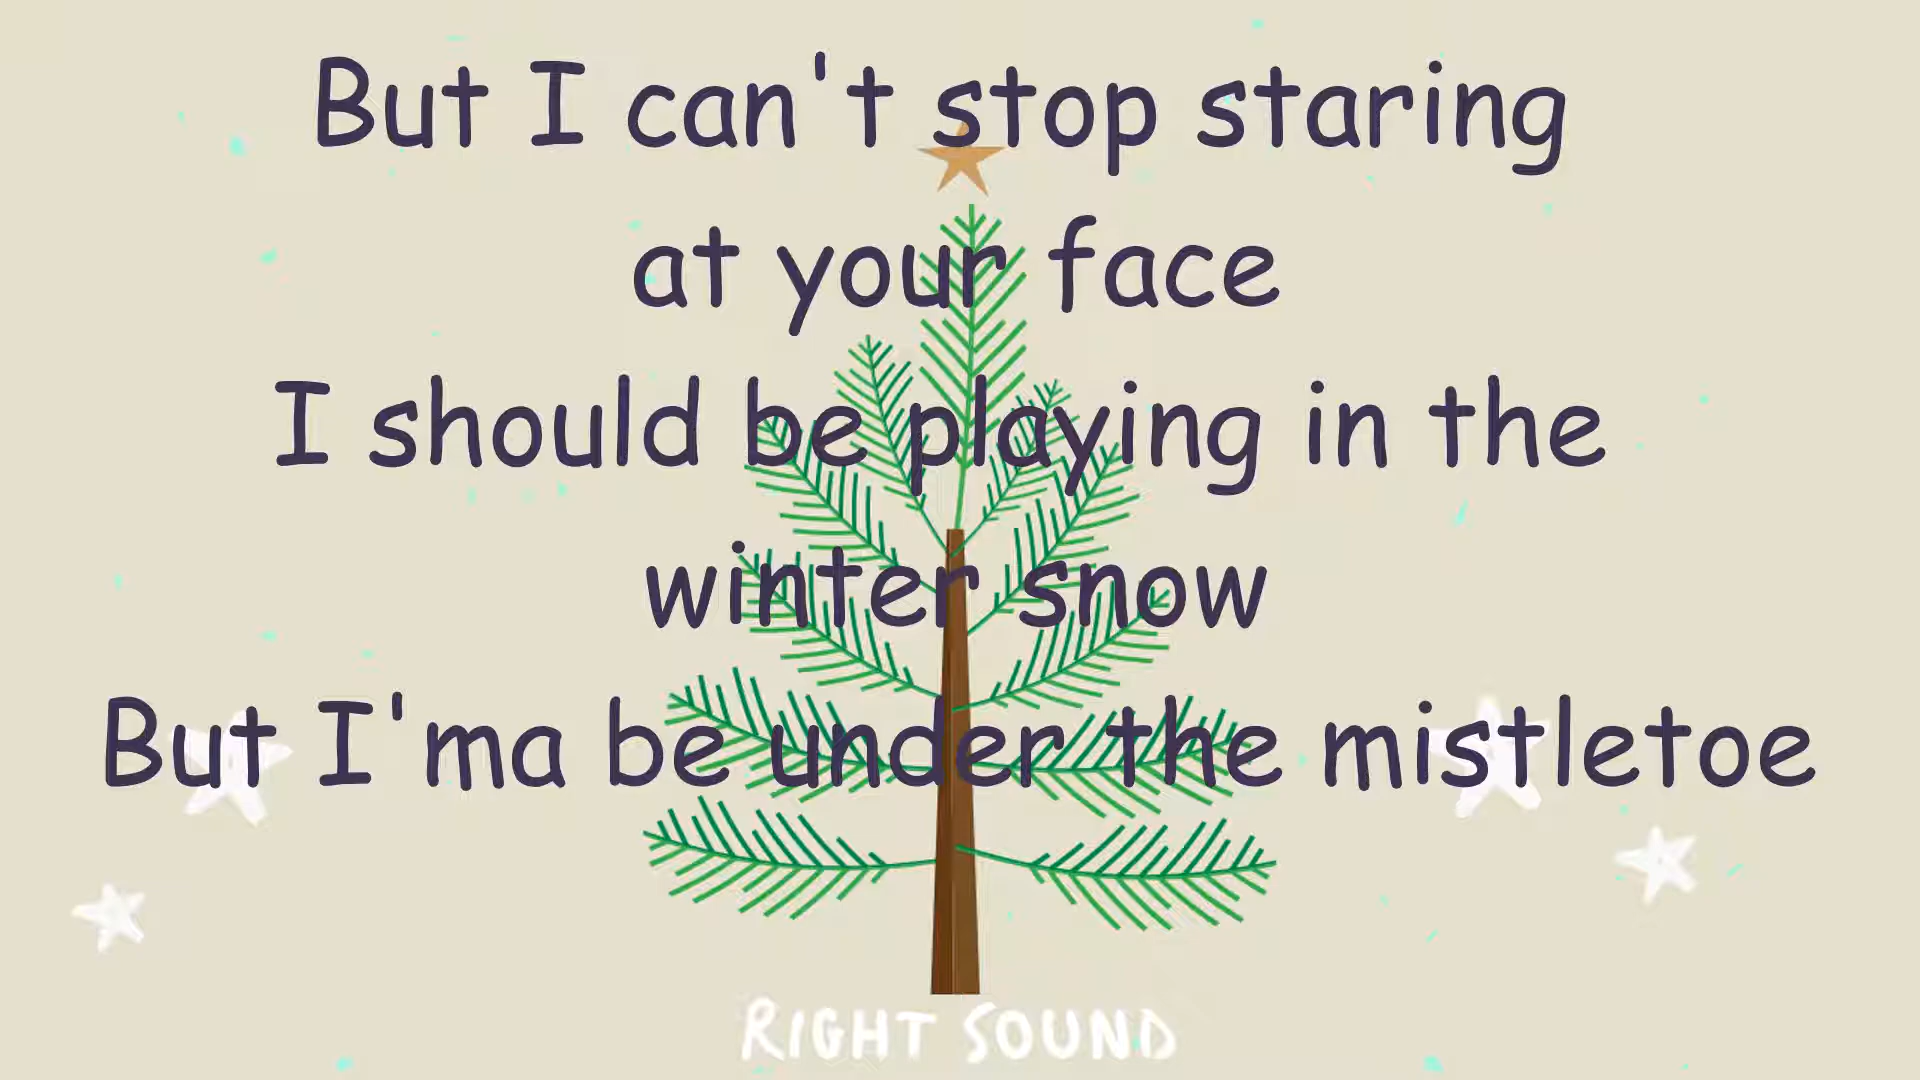 But I can't stop staring
at your face
I should be playing in the
winter snow
But I'ma be under the mistletoe
RIGHT SOUND